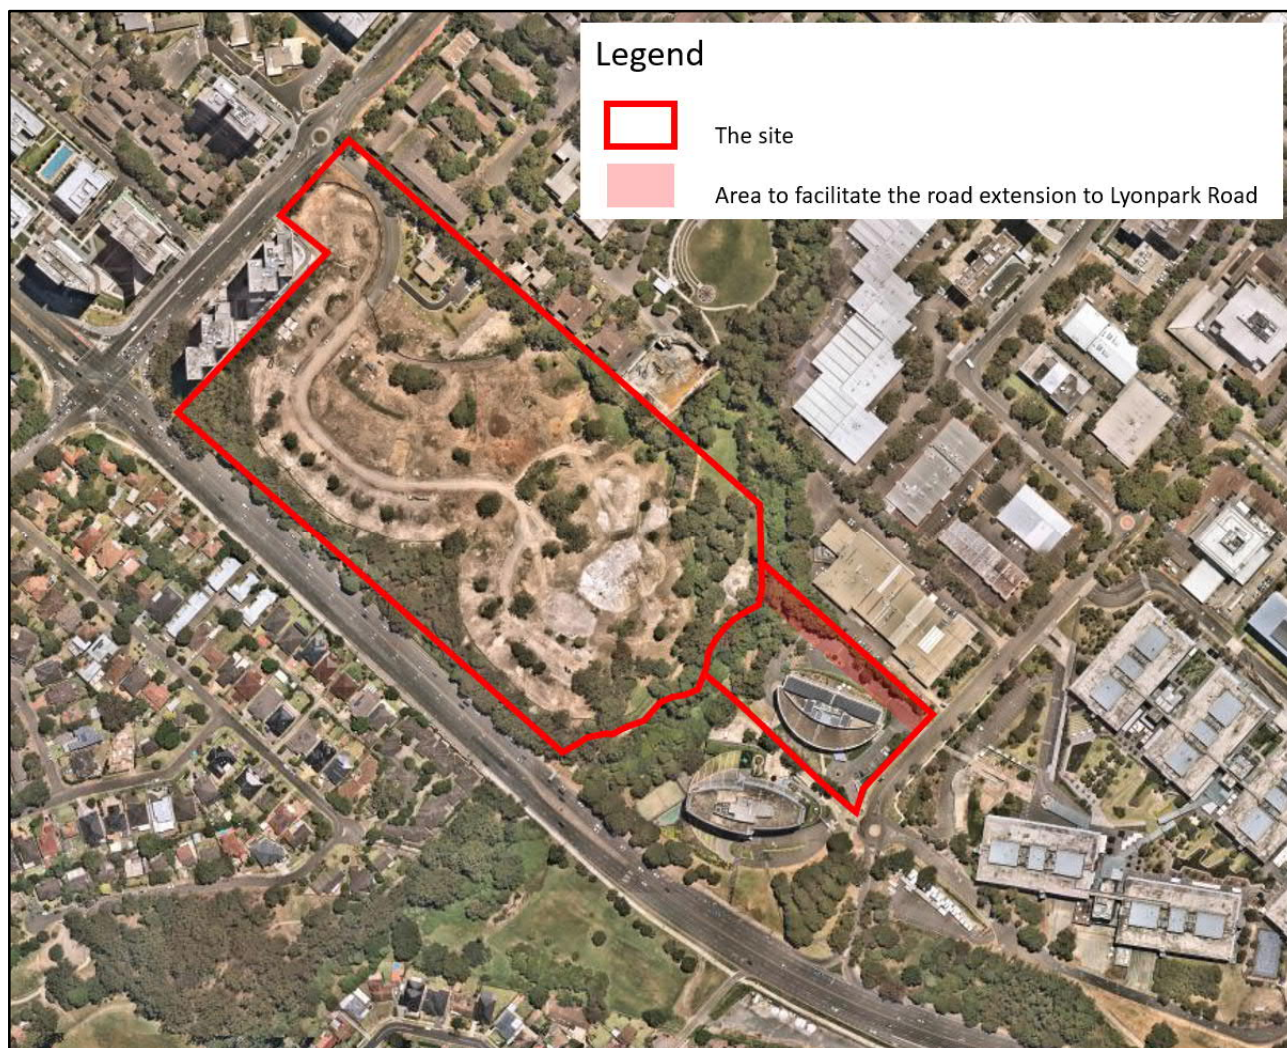 Legend
The site
Area to facilitate the road extension to Lyonpark Road